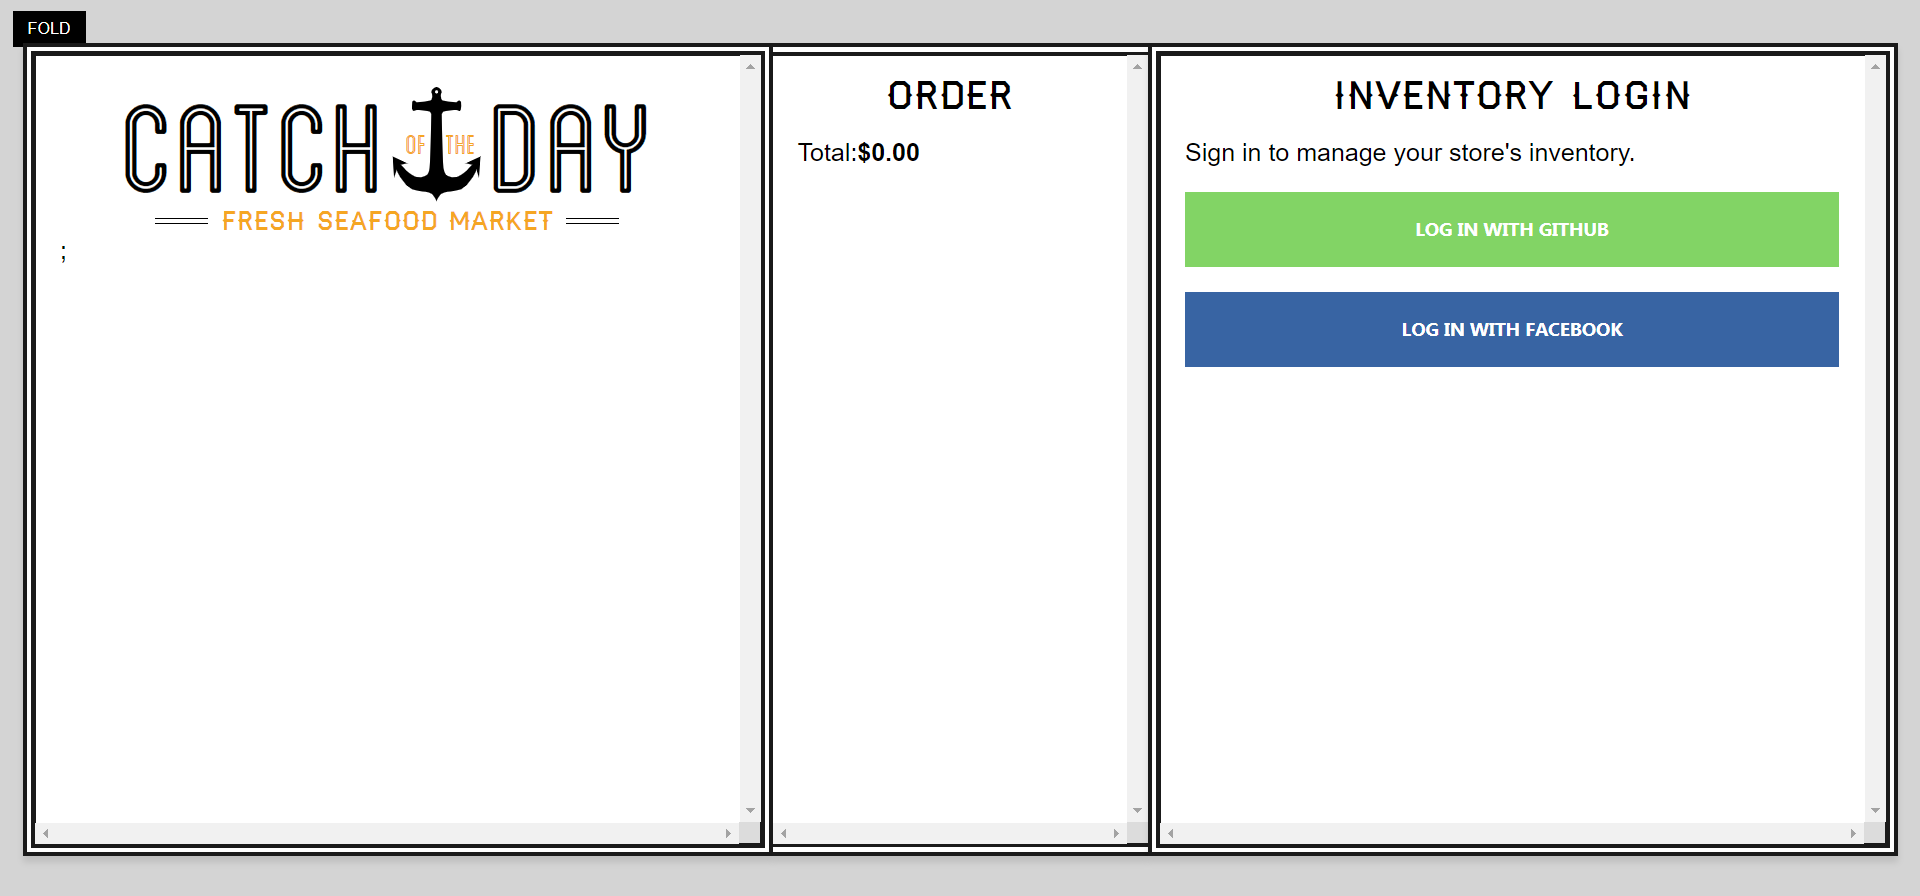 FOLD
CATCH OF THE DAY
FRESH SEAFOOD MARKET
;
ORDER
Total:$0.00
INVENTORY LOGIN
Sign in to manage your store's inventory.
LOG IN WITH GITHUB
LOG IN WITH FACEBOOK